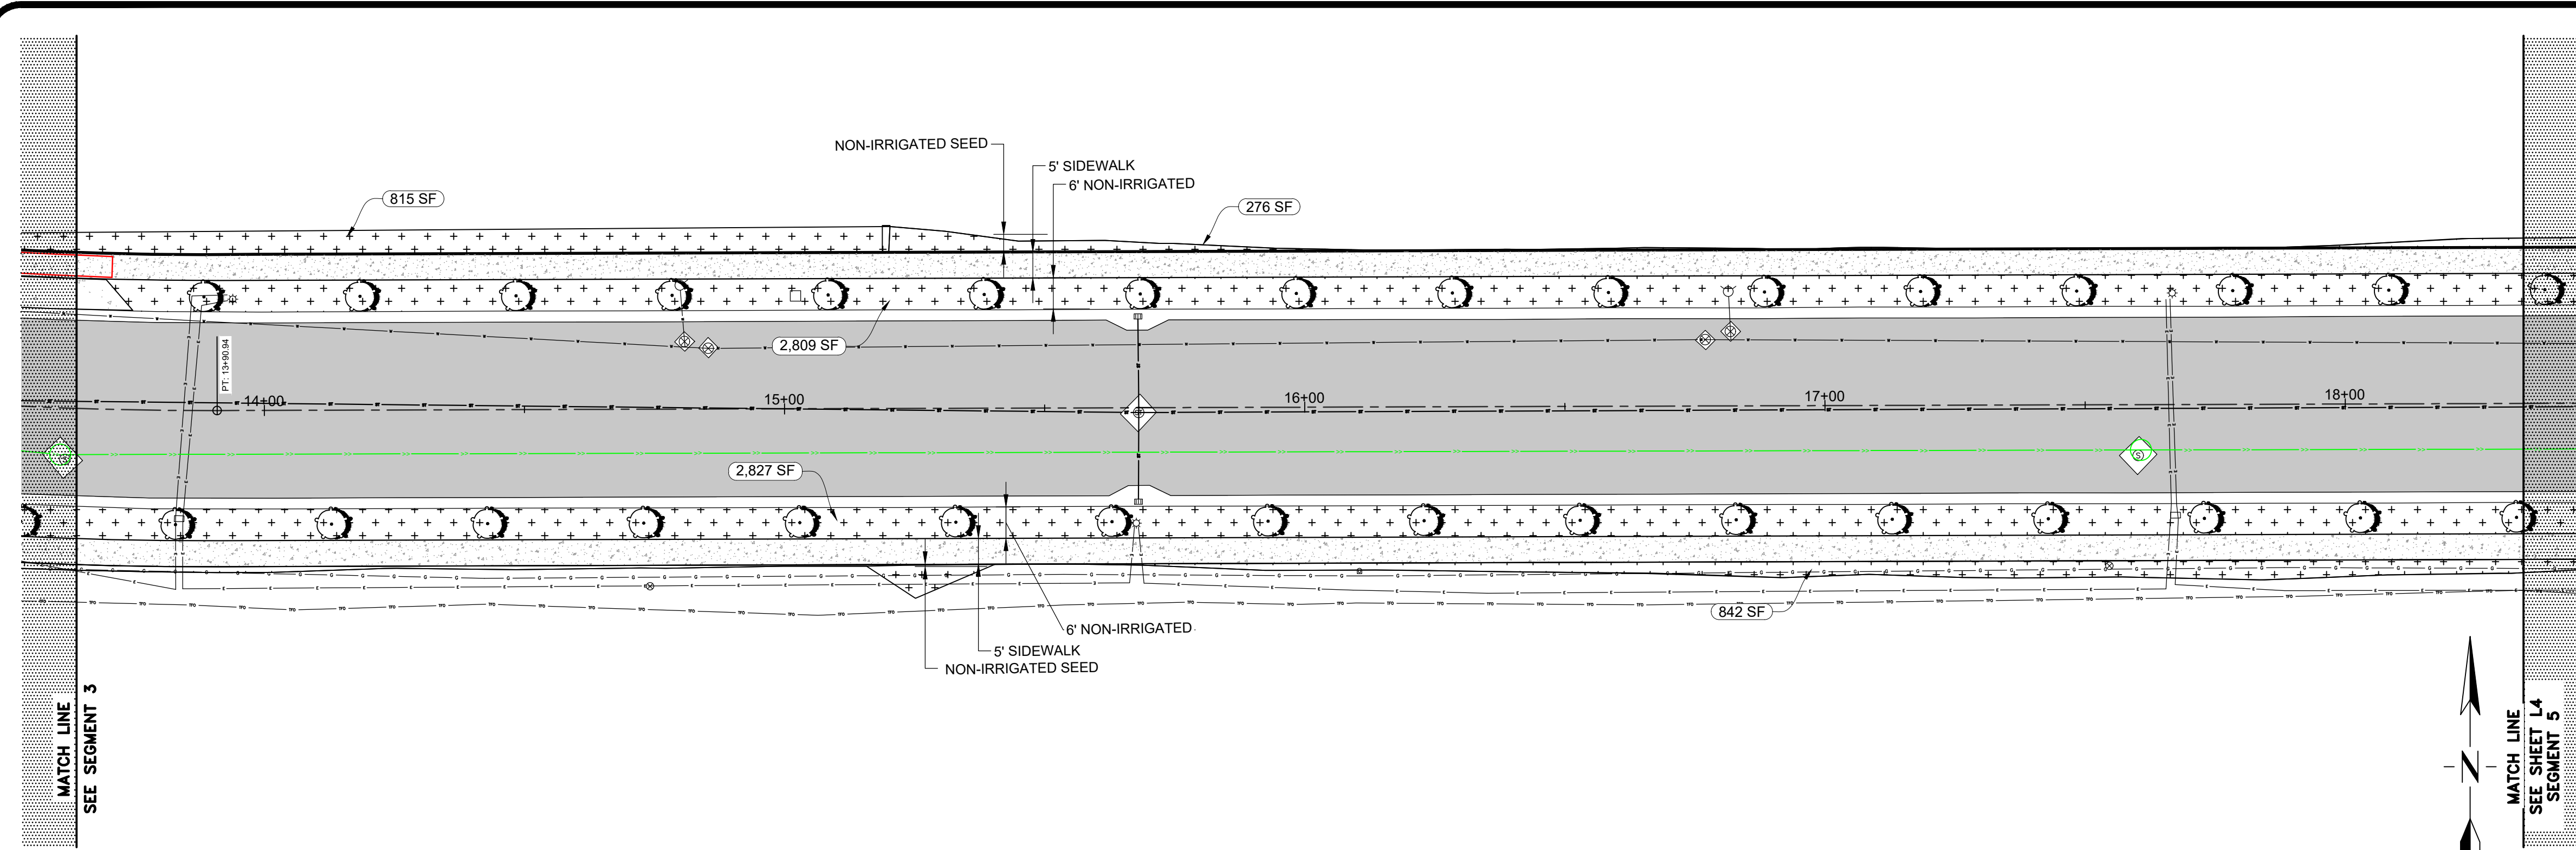 NON-IRRIGATED SEED
5' SIDEWALK
6' NON-IRRIGATED
815 SF
276 SF
2,809 SF
PT: 13+90.94
14+00
15+00
16+00
17+00
18+00
2,827 SF
842 SF
6' NON-IRRIGATED
5' SIDEWALK
NON-IRRIGATED SEED
MATCH LINE
SEE SEGMENT 3
MATCH LINE
SEE SHEET L4
SEGMENT 5
N